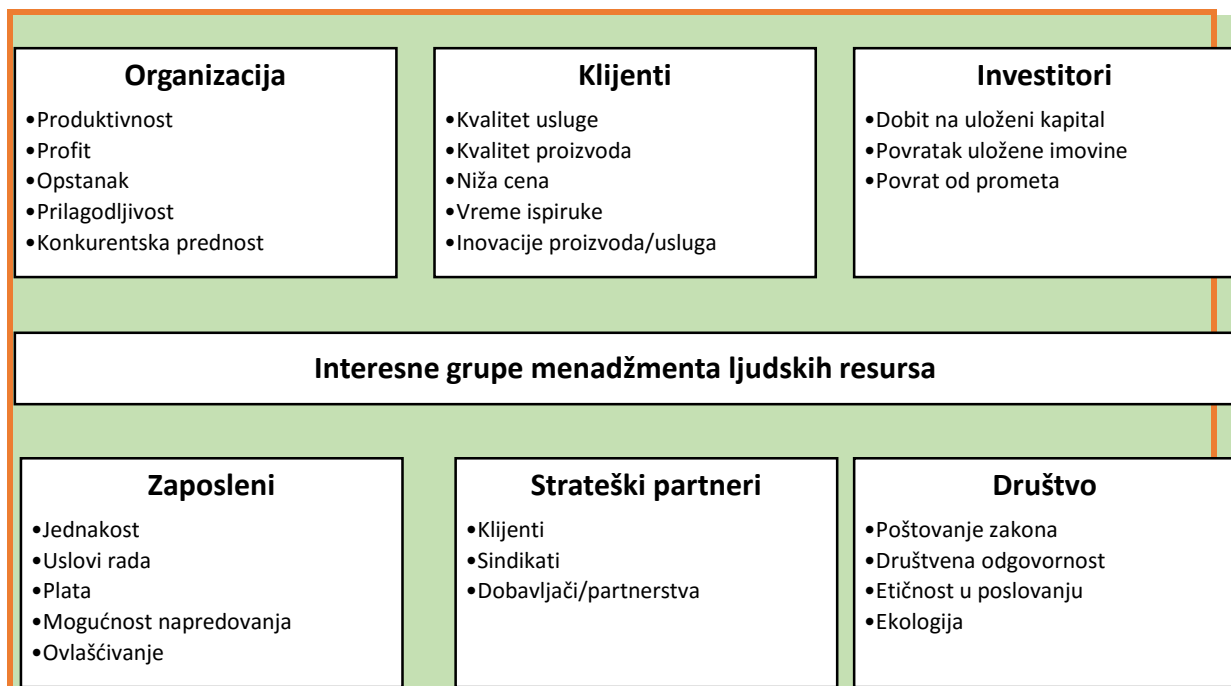 Organizacija
•Produktivnost
•Profit
•Opstanak
•Prilagodljivost
•Konkurentska prednost
Klijenti
•Kvalitet usluge
•Kvalitet proizvoda
•Niža cena
•Vreme ispiruke
•Inovacije proizvoda/usluga
Investitori
•Dobit na uloženi kapital
•Povratak uložene imovine
•Povrat od prometa
Interesne grupe menadžmenta ljudskih resursa
Zaposleni
•Jednakost
•Uslovi rada
•Plata
•Mogućnost napredovanja
•Ovlašćivanje
Strateški partneri
•Klijenti
•Sindikati
•Dobavljači/partnerstva
Društvo
•Poštovanje zakona
•Društvena odgovornost
•Etičnost u poslovanju
•Ekologija